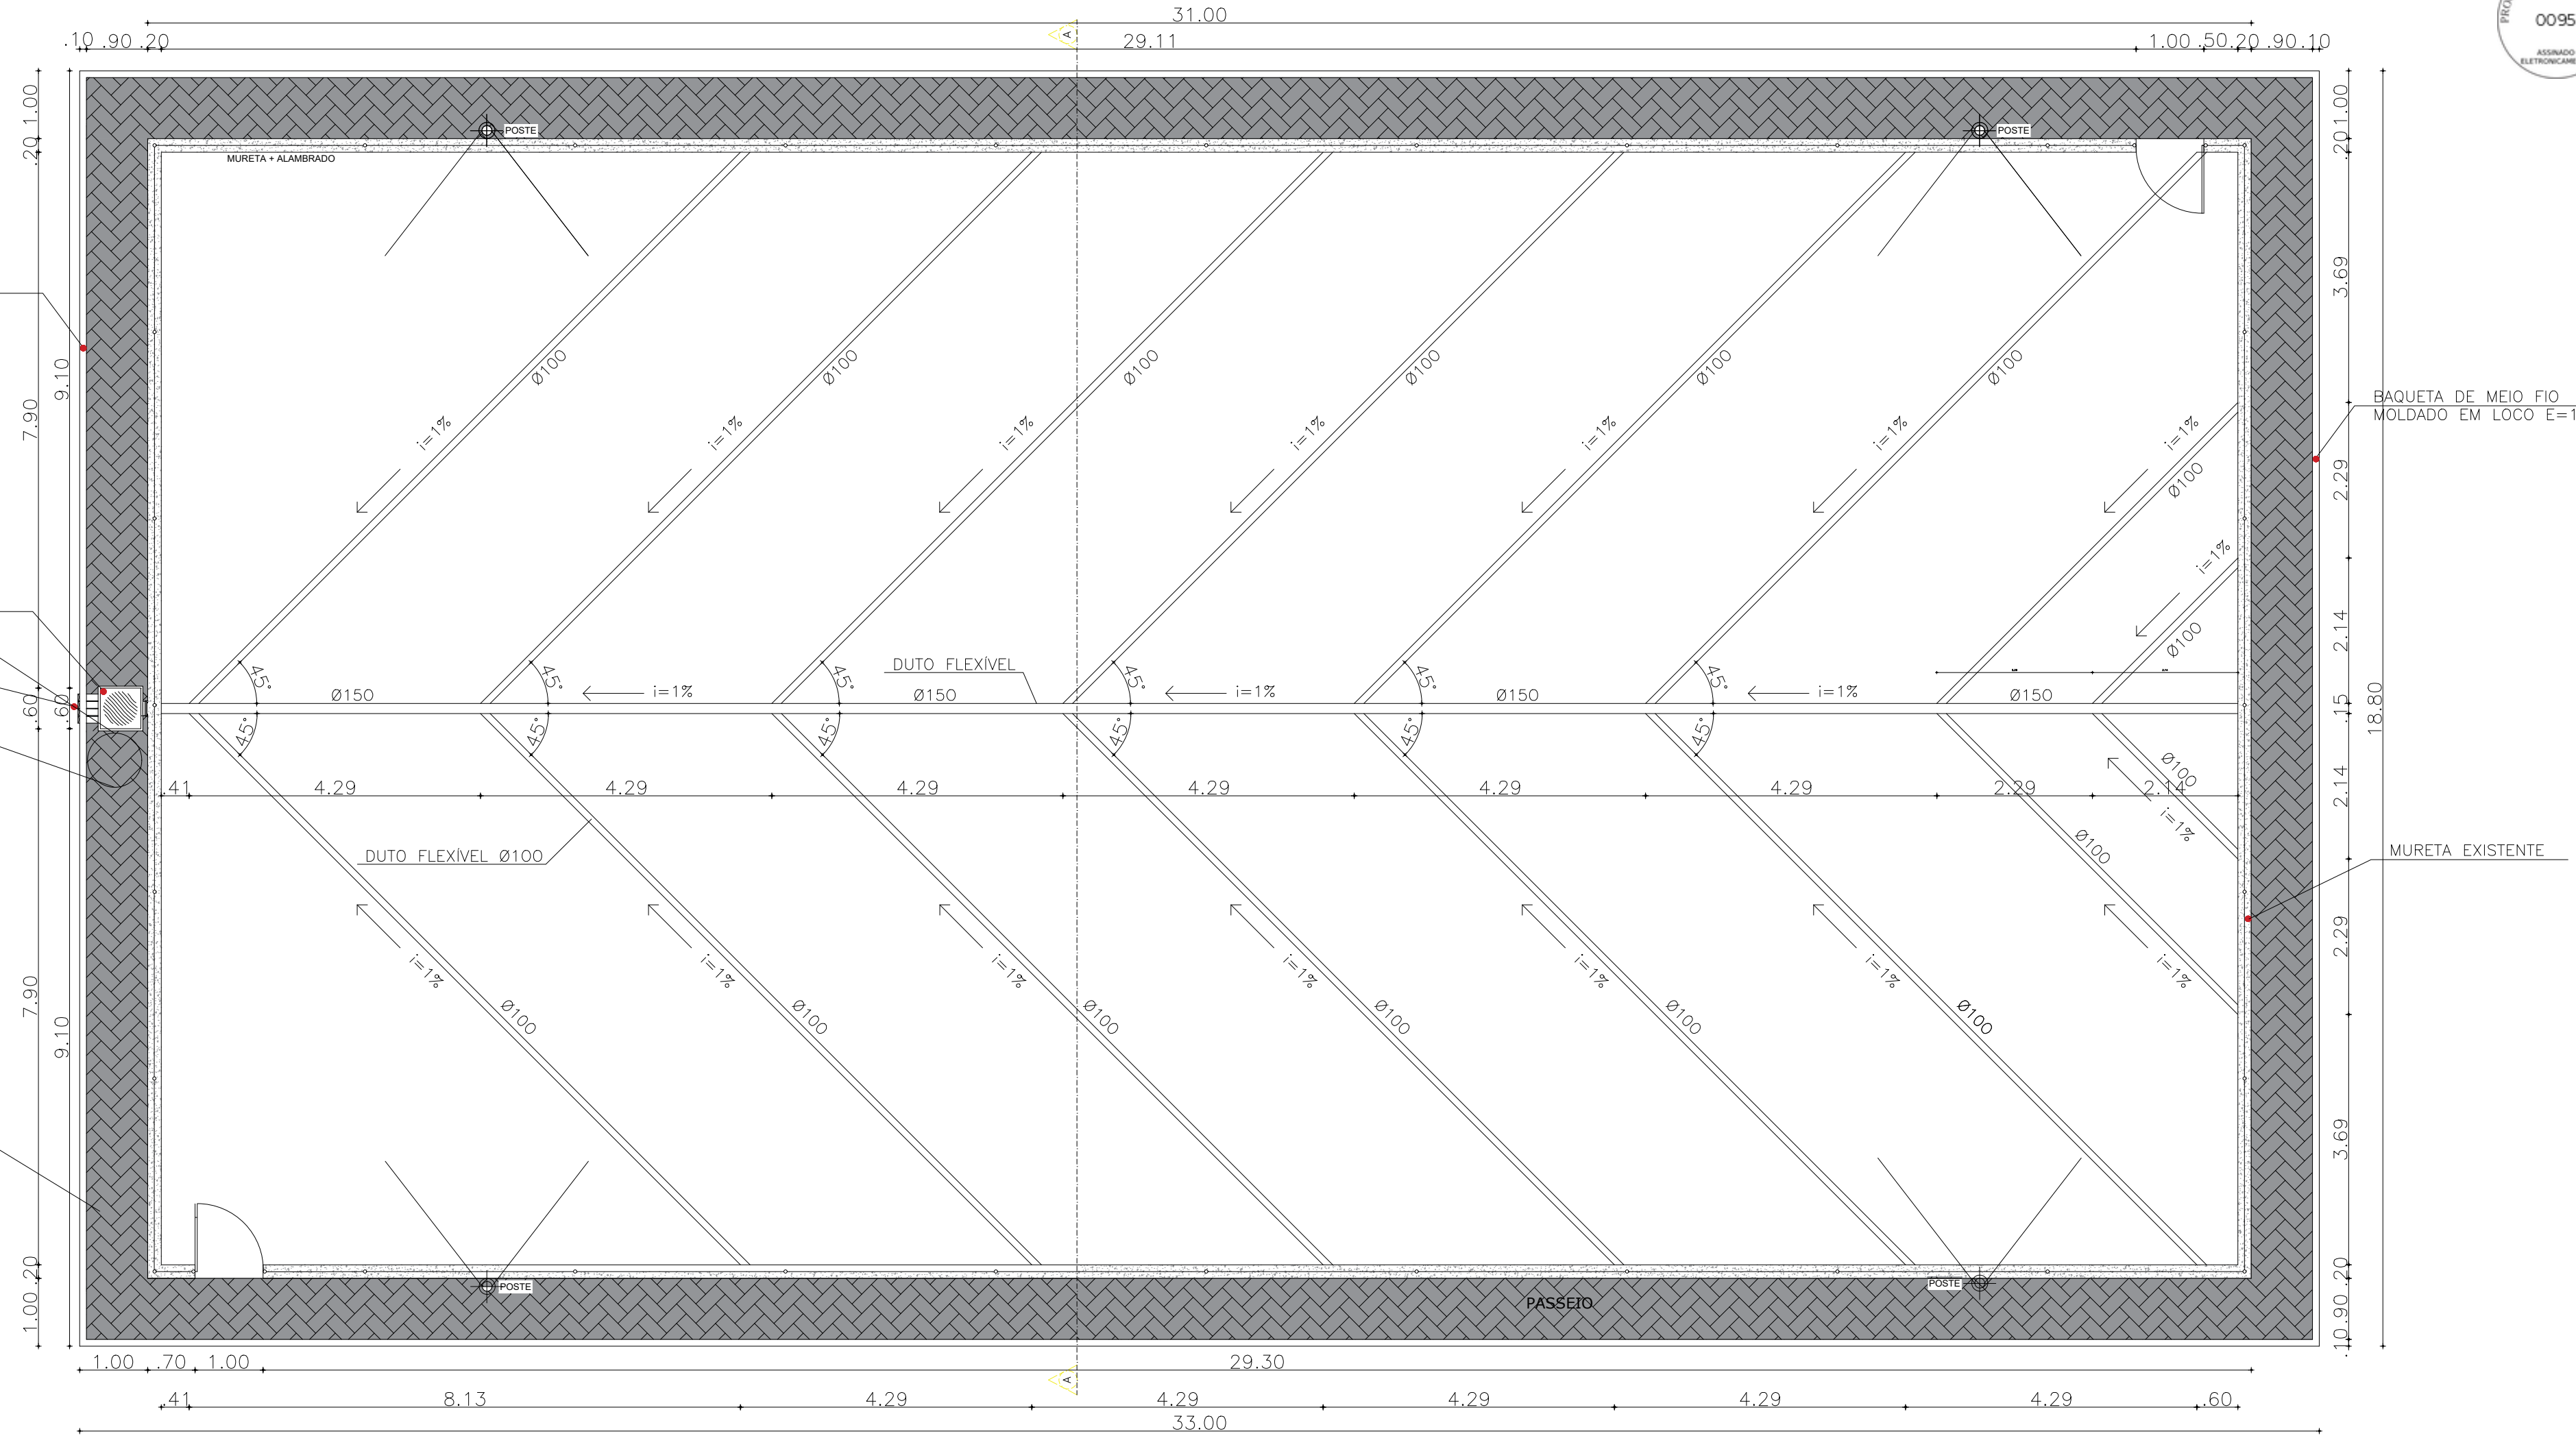 31.00
.10 .90 .20 29.11 1.00 .50 .20 .90 .10
A
PRO
0095
ASSINADO
1.00
.20
9.10
7.90
.60
.60
7.90
9.10
.20
1.00
POSTE
POSTE
MURETA + ALAMBRADO
Ø100
Ø100
Ø100
Ø100
Ø100
Ø100
i=1%
i=1%
i=1%
i=1%
i=1%
i=1%
i=1%
Ø100
i=1%
Ø100
DUTO FLEXÍVEL
45°
45°
45°
45°
45°
45°
Ø150
i=1%
Ø150
i=1%
Ø150
i=1%
Ø150
45°
45°
45°
45°
45°
45°
.41 4.29 4.29 4.29 4.29 4.29 4.29 2.29 2.14
Ø100
i=1%
Ø100
DUTO FLEXÍVEL Ø100
i=1%
i=1%
i=1%
i=1%
i=1%
i=1%
i=1%
Ø100
Ø100
Ø100
Ø100
Ø100
Ø100
POSTE
POSTE
PASSEIO
1.00
.20
3.69
2.29
2.14
.15
18.80
2.14
2.29
3.69
.20
.90
.10
BAQUETA DE MEIO FIO
MOLDADO EM LOCO E=1
MURETA EXISTENTE
1.00 .70 1.00 29.30
A
.41 8.13 4.29 4.29 4.29 4.29 4.29 .60
33.00